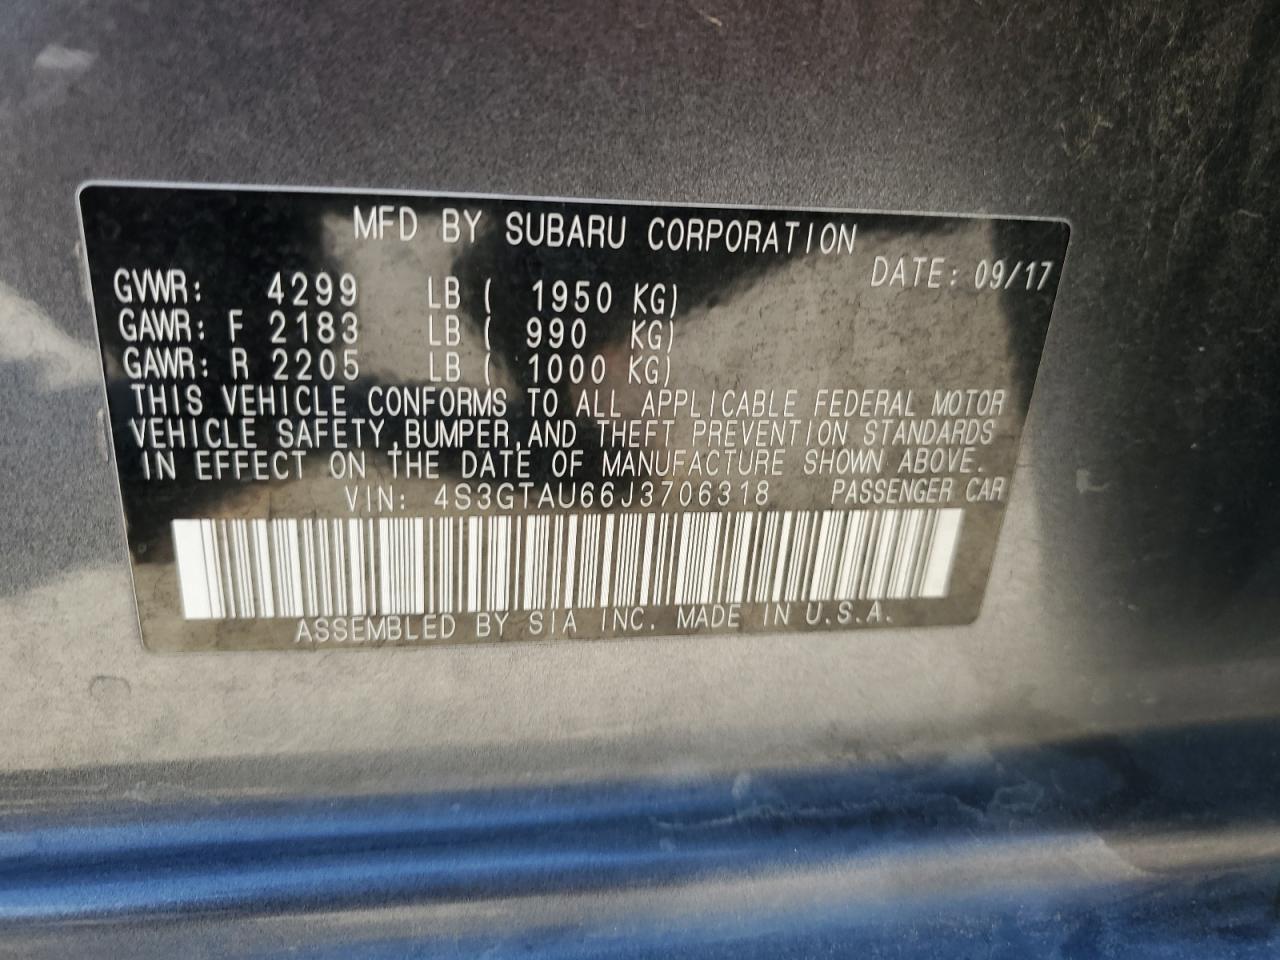 MFD BY SUBARU CORPORATION
DATE: 09/17
GVWR: 4299 LB ( 1950 KG)
GAWR: F 2183 LB ( 990 KG)
GAWR: R 2205 LB ( 1000 KG)
THIS VEHICLE CONFORMS TO ALL APPLICABLE FEDERAL MOTOR
VEHICLE SAFETY,BUMPER,AND THEFT PREVENTION STANDARDS
IN EFFECT ON THE DATE OF MANUFACTURE SHOWN ABOVE.
VIN: 4S3GTAU66J3706318 PASSENGER CAR
ASSEMBLED BY SIA INC. MADE IN U.S.A.